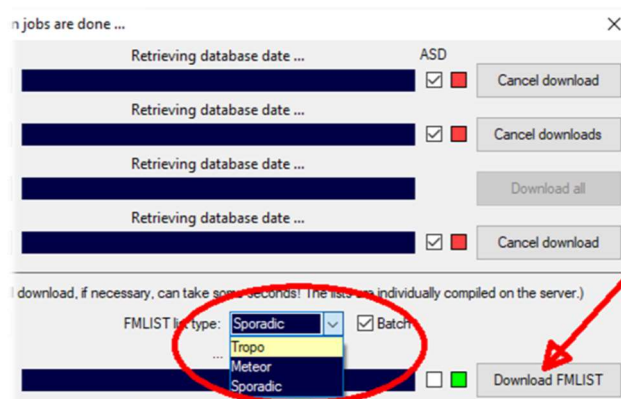 n jobs are done ...
Retrieving database date ... ASD
Cancel download
Retrieving database date ...
Cancel downloads
Retrieving database date ...
Download all
Retrieving database date ...
Cancel download
download, if necessary, can take some seconds! The lists are individually compiled on the server.)
FMLIST list type: Sporadic Batch
...
Tropo
Meteor
Sporadic
Download FMLIST